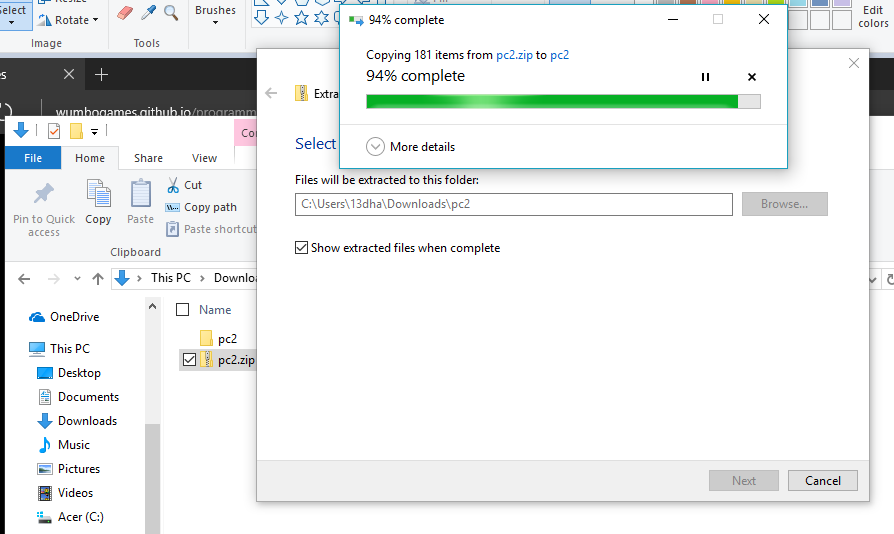 Select
Resize
Rotate
Image
Tools
Brushes
Fill
Edit
colors
es
wumbogames.github.io/programm
94% complete
Copying 181 items from pc2.zip to pc2
94% complete
More details
Extra
Select
Files will be extracted to this folder:
C:\Users\13dha\Downloads\pc2
Browse...
Show extracted files when complete
Next
Cancel
Con
File
Home
Share
View
Pin to Quick
access
Copy
Paste
Cut
Copy path
Paste shortcut
Clipboard
This PC
Downloa
Name
pc2
pc2.zip
OneDrive
This PC
Desktop
Documents
Downloads
Music
Pictures
Videos
Acer (C:)